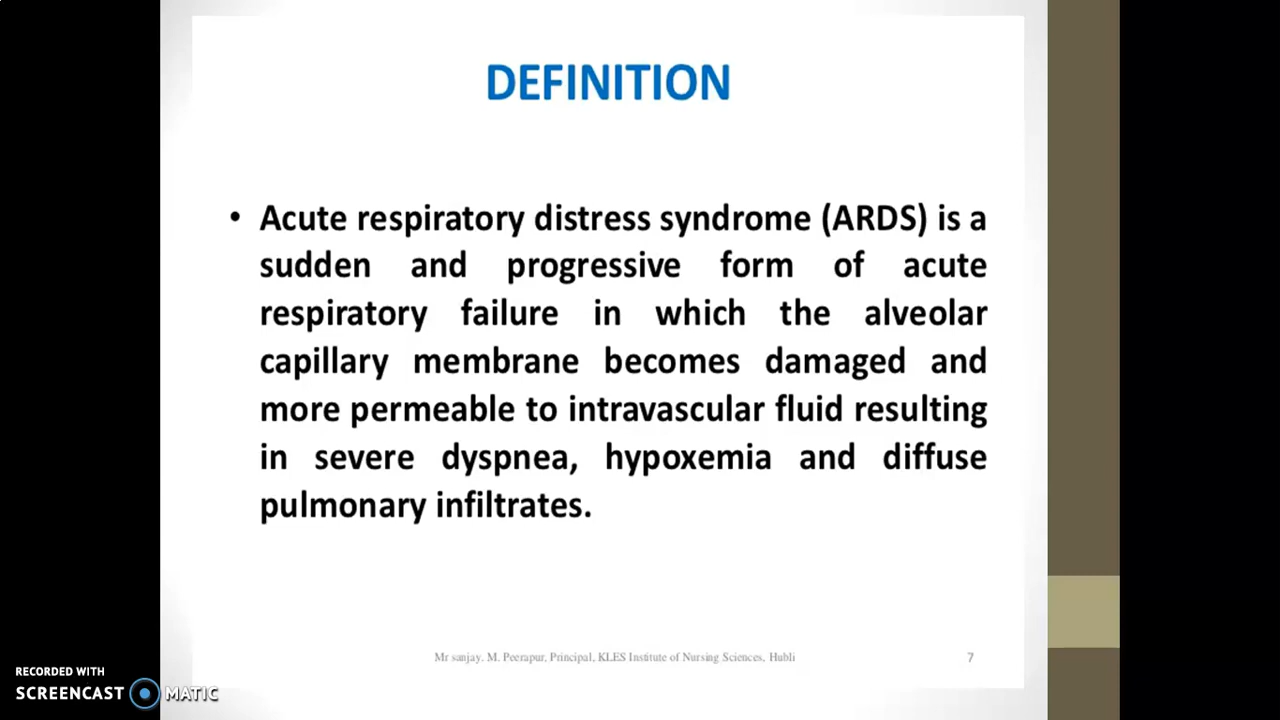 DEFINITION
• Acute respiratory distress syndrome (ARDS) is a
sudden and progressive form of acute
respiratory failure in which the alveolar
capillary membrane becomes damaged and
more permeable to intravascular fluid resulting
in severe dyspnea, hypoxemia and diffuse
pulmonary infiltrates.
Mr sanjay. M. Peerapur, Principal, KLES Institute of Nursing Sciences, Hubli
7
RECORDED WITH
SCREENCAST MATIC